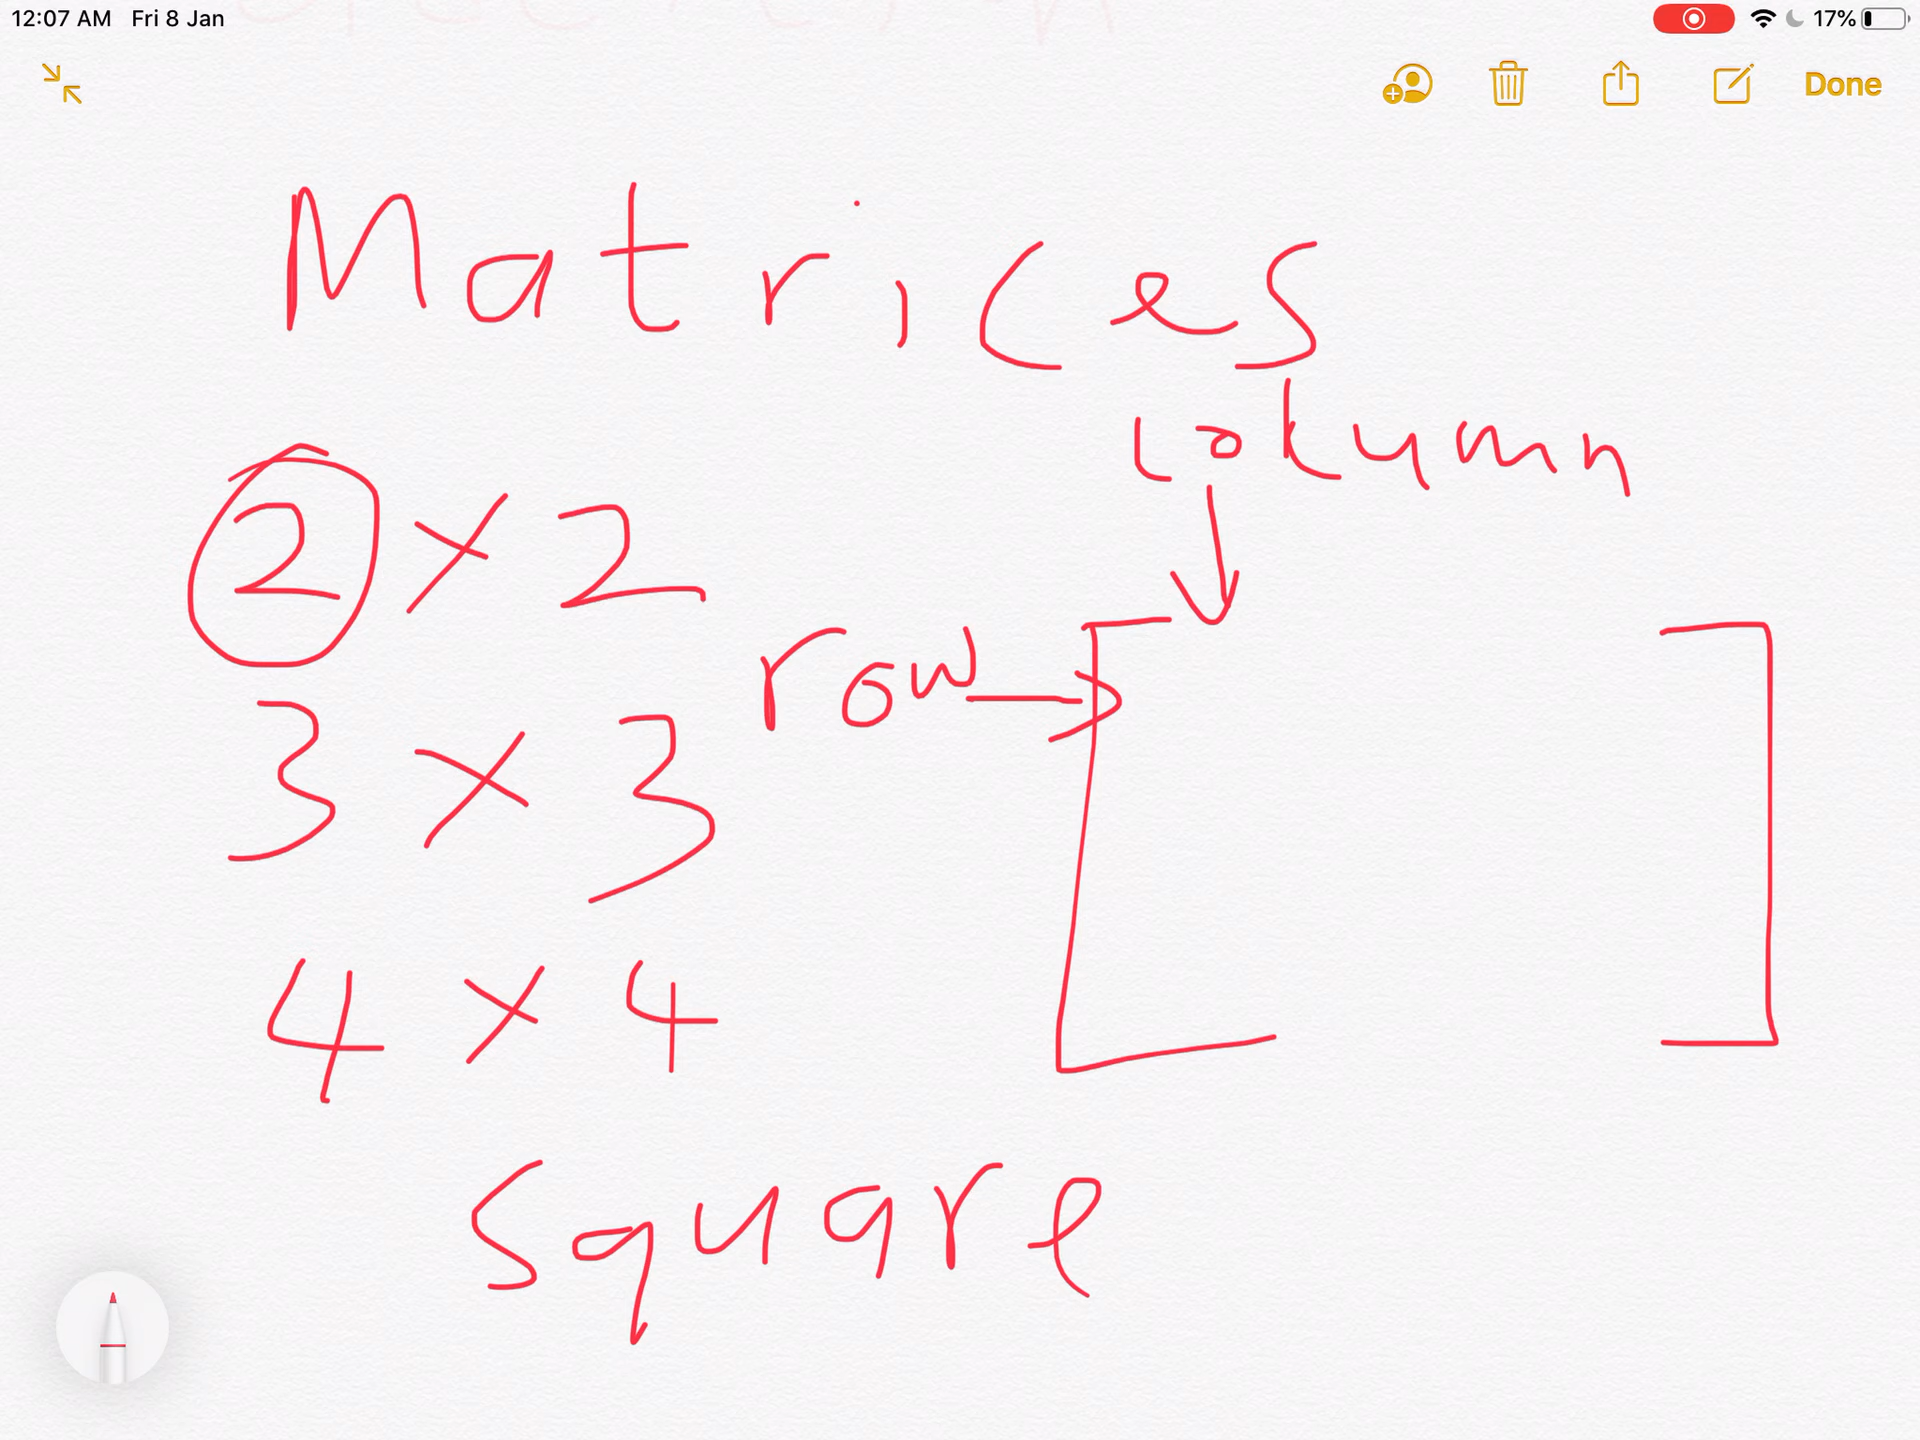 12:07 AM Fri 8 Jan
17%
Done
Matrices
column
2 × 2
row
3 × 3
4 × 4
square